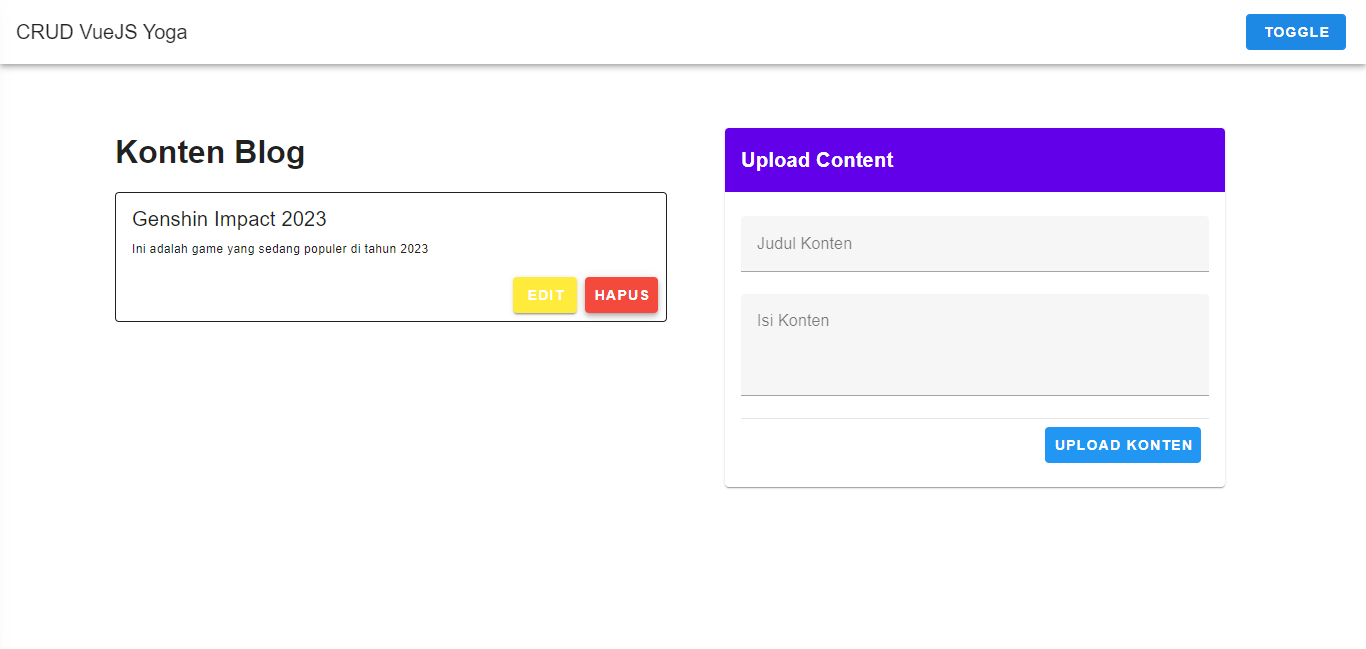 CRUD VueJS Yoga
TOGGLE
Konten Blog
Genshin Impact 2023
Ini adalah game yang sedang populer di tahun 2023
EDIT HAPUS
Upload Content
Judul Konten
Isi Konten
UPLOAD KONTEN